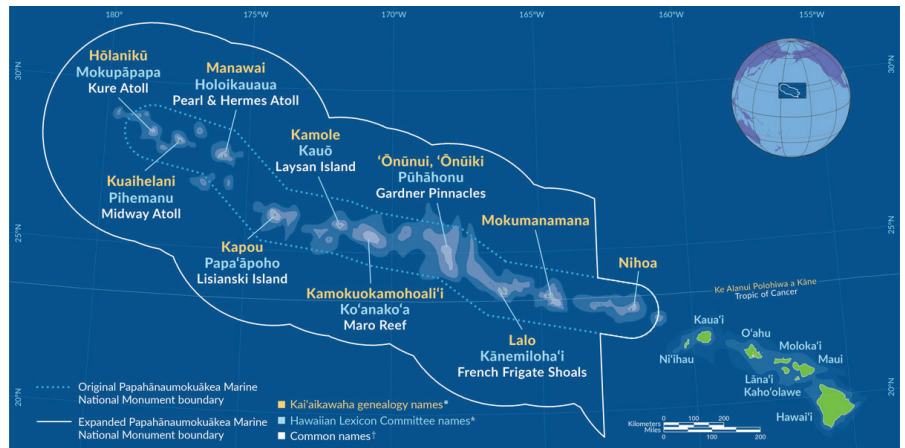 180°
175°W
170°W
165°W
160°W
155°W
30°N
30°N
25°N
25°N
20°N
20°N
Hōlanikū
Mokupāpapa
Kure Atoll
Manawai
Holoikauaua
Pearl & Hermes Atoll
Kamole
Kauō
Laysan Island
ʻŌnūnui, ʻŌnūiki
Pūhāhonu
Gardner Pinnacles
Mokumanamana
Nihoa
Kuaihelani
Pihemanu
Midway Atoll
Kapou
Papaʻāpoho
Lisianski Island
Kamokuokamohoaliʻi
Koʻanakoʻa
Maro Reef
Lalo
Kānemilohaʻi
French Frigate Shoals
Ke Alanui Polohiwa a Kāne
Tropic of Cancer
Kauaʻi
Niʻihau
Oʻahu
Molokaʻi
Maui
Lānaʻi
Kahoʻolawe
Hawaiʻi
Original Papahānaumokuākea Marine
National Monument boundary
Expanded Papahānaumokuākea Marine
National Monument boundary
Kaiʻaikawaha genealogy names*
Hawaiian Lexicon Committee names*
Common names†
Kilometers
0 50 100 200
Miles
0 50 100 200